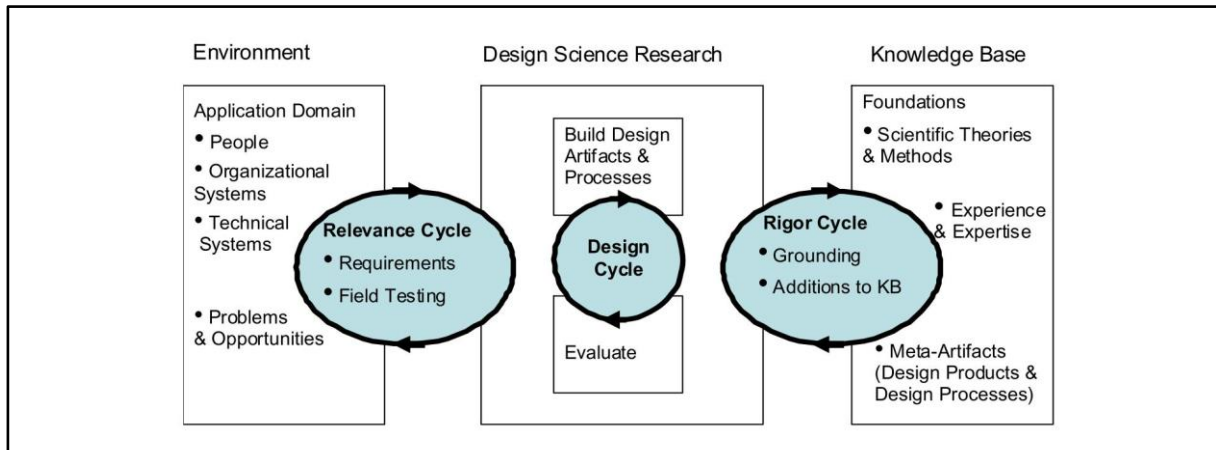 Environment
Design Science Research
Knowledge Base
Application Domain
• People
• Organizational
Systems
• Technical
Systems
• Problems
& Opportunities
Relevance Cycle
• Requirements
• Field Testing
Build Design
Artifacts &
Processes
Design
Cycle
Evaluate
Rigor Cycle
• Grounding
• Additions to KB
Foundations
• Scientific Theories
& Methods
• Experience
& Expertise
• Meta-Artifacts
(Design Products &
Design Processes)